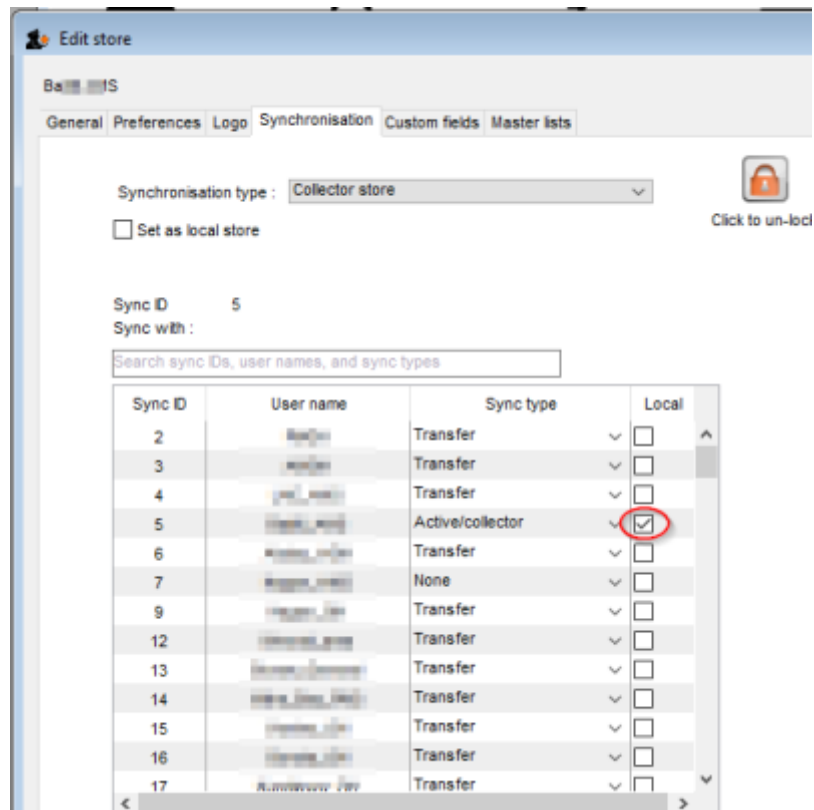 Edit store
General Preferences Logo Synchronisation Custom fields Master lists
Synchronisation type : Collector store
Click to un-lock
Set as local store
Sync ID 5
Sync with :
Search sync IDs, user names, and sync types
Sync ID User name Sync type Local
2 Transfer
3 Transfer
4 Transfer
5 Active/collector
6 Transfer
7 None
9 Transfer
12 Transfer
13 Transfer
14 Transfer
15 Transfer
16 Transfer
17 Transfer